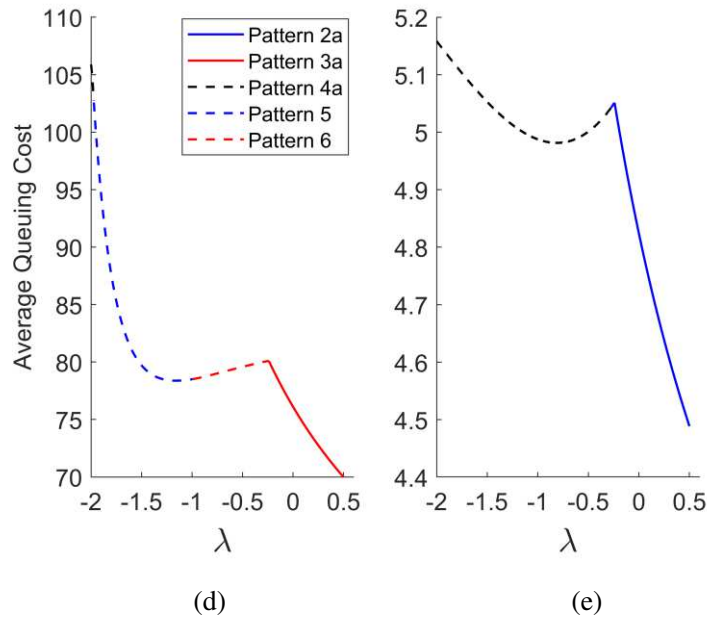 110
105
100
95
90
85
80
75
70
Average Queuing Cost
-2 -1.5 -1 -0.5 0 0.5
λ
Pattern 2a
Pattern 3a
Pattern 4a
Pattern 5
Pattern 6
(d)
5.2
5.1
5
4.9
4.8
4.7
4.6
4.5
4.4
-2 -1.5 -1 -0.5 0 0.5
λ
(e)